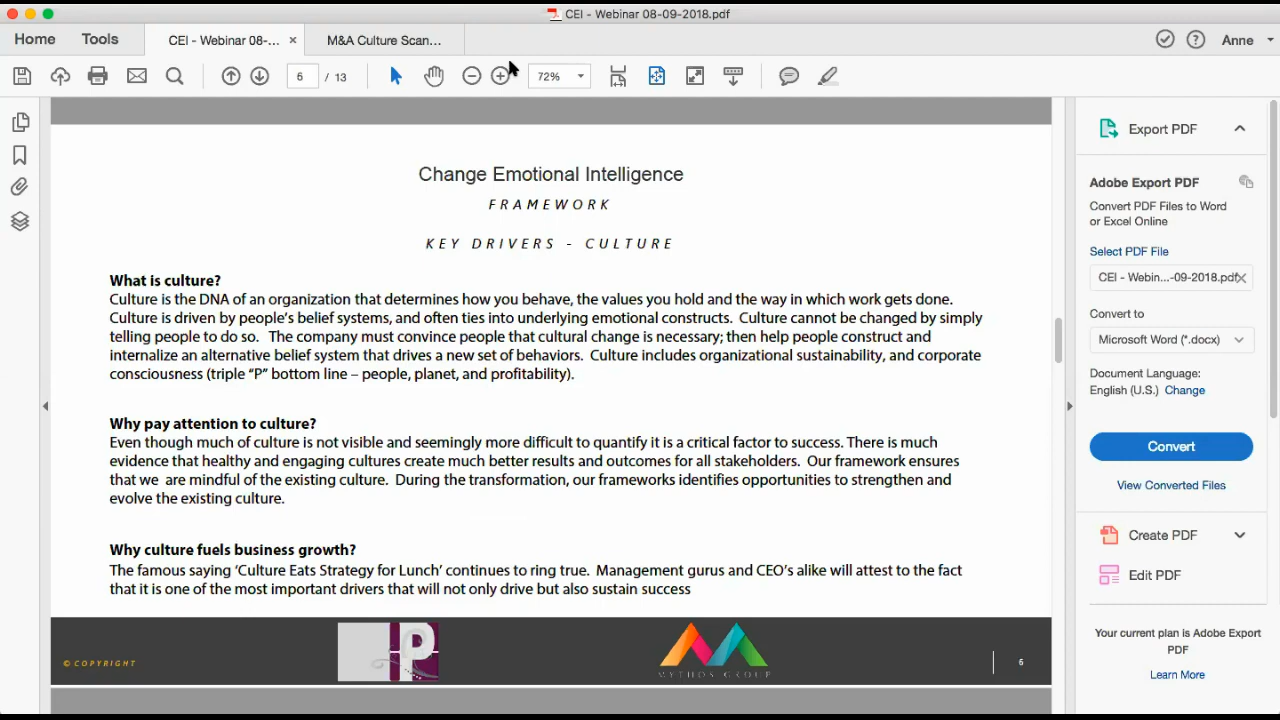 CEI - Webinar 08-09-2018.pdf
Home Tools CEI - Webinar 08-... × M&A Culture Scan... Anne
6 / 13 72%
Change Emotional Intelligence
FRAMEWORK
KEY DRIVERS - CULTURE
What is culture?
Culture is the DNA of an organization that determines how you behave, the values you hold and the way in which work gets done.
Culture is driven by people's belief systems, and often ties into underlying emotional constructs.  Culture cannot be changed by simply
telling people to do so.   The company must convince people that cultural change is necessary; then help people construct and
internalize an alternative belief system that drives a new set of behaviors.  Culture includes organizational sustainability, and corporate
consciousness (triple "P" bottom line – people, planet, and profitability).
Why pay attention to culture?
Even though much of culture is not visible and seemingly more difficult to quantify it is a critical factor to success. There is much
evidence that healthy and engaging cultures create much better results and outcomes for all stakeholders.  Our framework ensures
that we  are mindful of the existing culture.  During the transformation, our frameworks identifies opportunities to strengthen and
evolve the existing culture.
Why culture fuels business growth?
The famous saying 'Culture Eats Strategy for Lunch' continues to ring true.  Management gurus and CEO's alike will attest to the fact
that it is one of the most important drivers that will not only drive but also sustain success
© COPYRIGHT
P
MYTHOS GROUP
6
Export PDF
Adobe Export PDF
Convert PDF Files to Word
or Excel Online
Select PDF File
CEI - Webin...-09-2018.pdf
Convert to
Microsoft Word (*.docx)
Document Language:
English (U.S.) Change
Convert
View Converted Files
Create PDF
Edit PDF
Your current plan is Adobe Export
PDF
Learn More